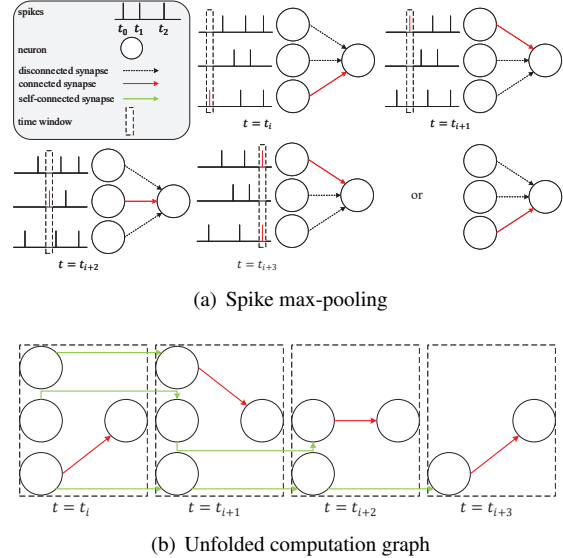 spikes
t0 t1 t2
neuron
disconnected synapse
connected synapse
self-connected synapse
time window
t = ti
t = ti+1
t = ti+2
t = ti+3
or
(a) Spike max-pooling
t = ti
t = ti+1
t = ti+2
t = ti+3
(b) Unfolded computation graph